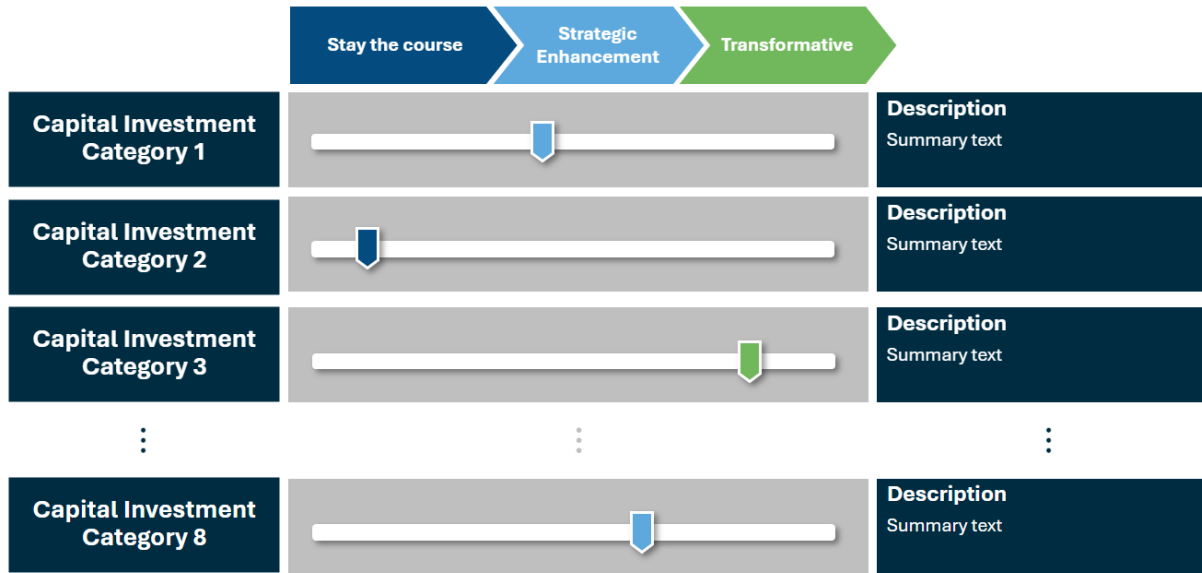 Stay the course
Strategic
Enhancement
Transformative
Capital Investment
Category 1
Description
Summary text
Capital Investment
Category 2
Description
Summary text
Capital Investment
Category 3
Description
Summary text
Capital Investment
Category 8
Description
Summary text